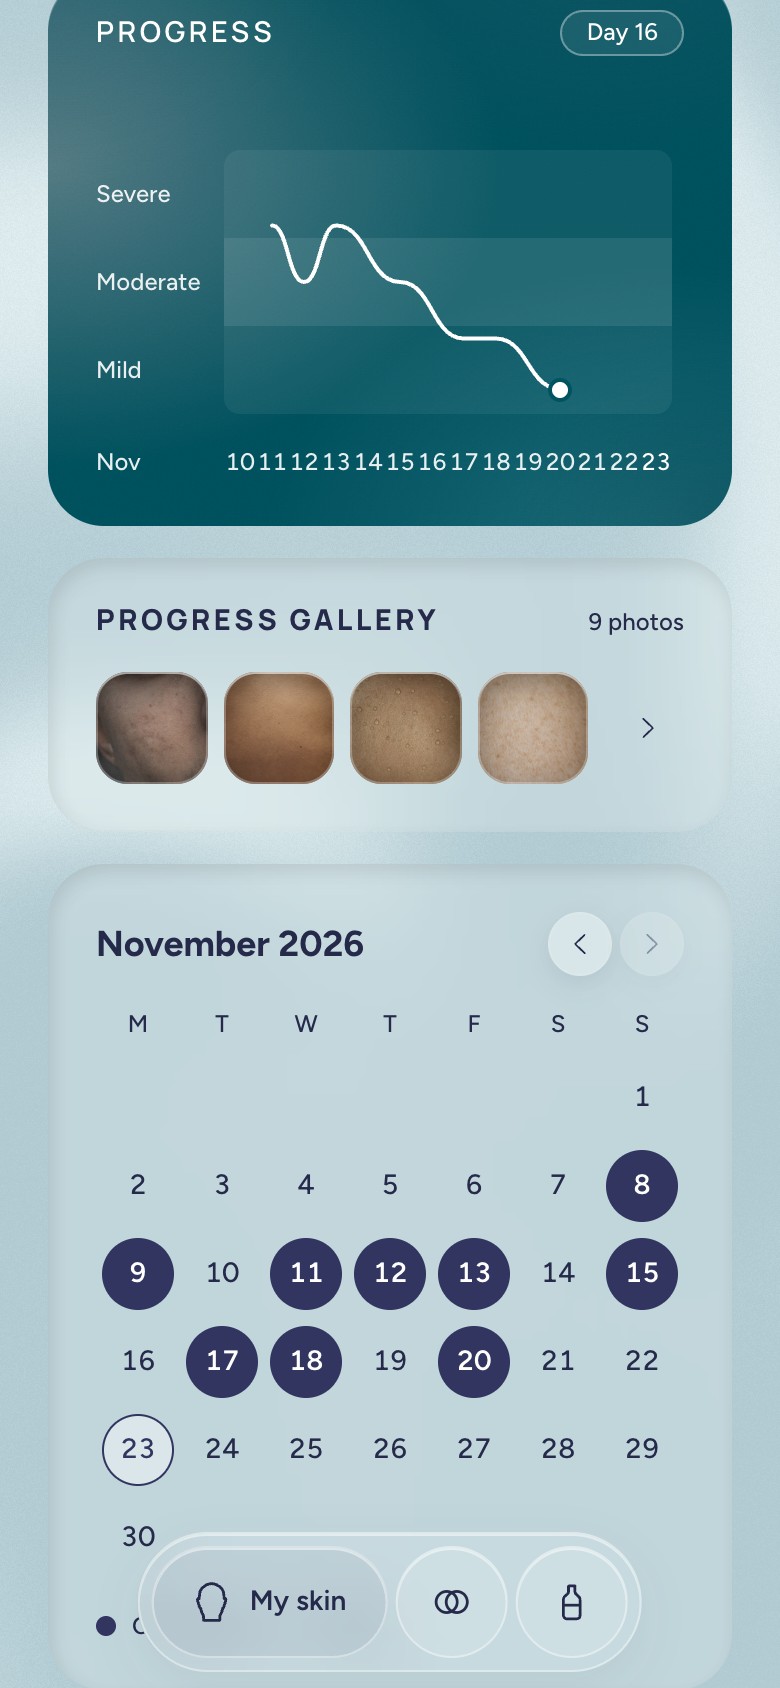 PROGRESS Day 16
Severe
Moderate
Mild
Nov 10 11 12 13 14 15 16 17 18 19 20 21 22 23
PROGRESS GALLERY 9 photos
November 2026
M T W T F S S
1
2 3 4 5 6 7 8
9 10 11 12 13 14 15
16 17 18 19 20 21 22
23 24 25 26 27 28 29
30
My skin